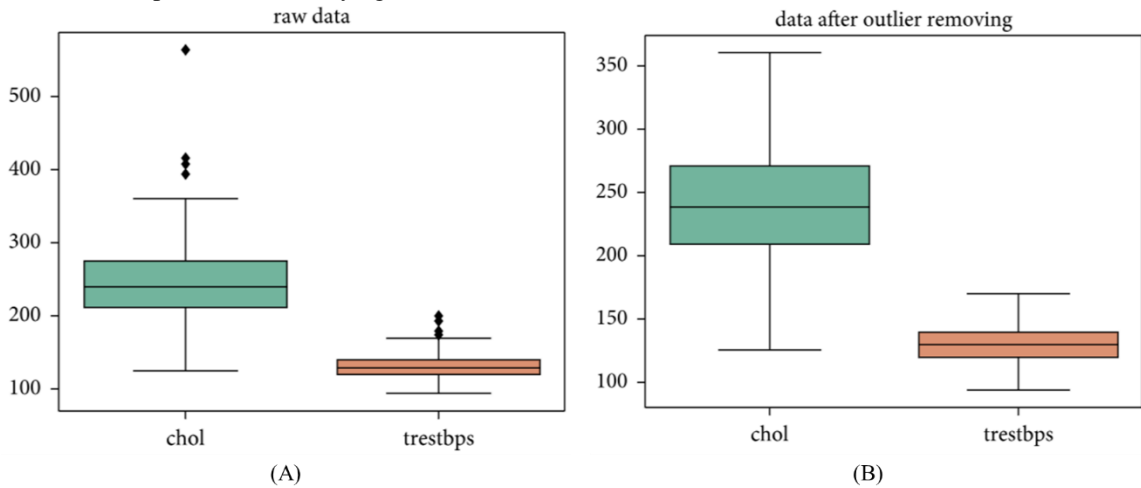 raw data
500
400
300
200
100
chol
trestbps
(A)
data after outlier removing
350
300
250
200
150
100
chol
trestbps
(B)